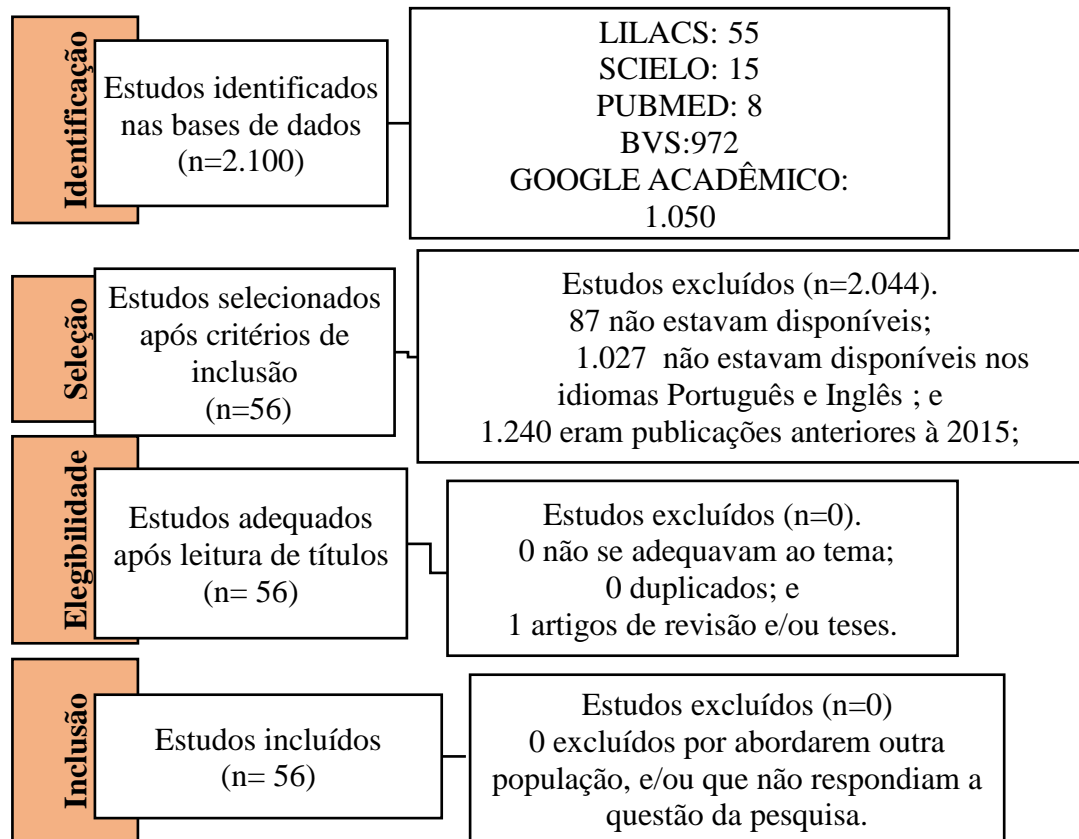 Identificação
Estudos identificados
nas bases de dados
(n=2.100)
LILACS: 55
SCIELO: 15
PUBMED: 8
BVS:972
GOOGLE ACADÊMICO:
1.050
Seleção
Estudos selecionados
após critérios de
inclusão
(n=56)
Estudos excluídos (n=2.044).
87 não estavam disponíveis;
1.027 não estavam disponíveis nos
idiomas Português e Inglês ; e
1.240 eram publicações anteriores à 2015;
Elegibilidade
Estudos adequados
após leitura de títulos
(n= 56)
Estudos excluídos (n=0).
0 não se adequavam ao tema;
0 duplicados; e
1 artigos de revisão e/ou teses.
Inclusão
Estudos incluídos
(n= 56)
Estudos excluídos (n=0)
0 excluídos por abordarem outra
população, e/ou que não respondiam a
questão da pesquisa.